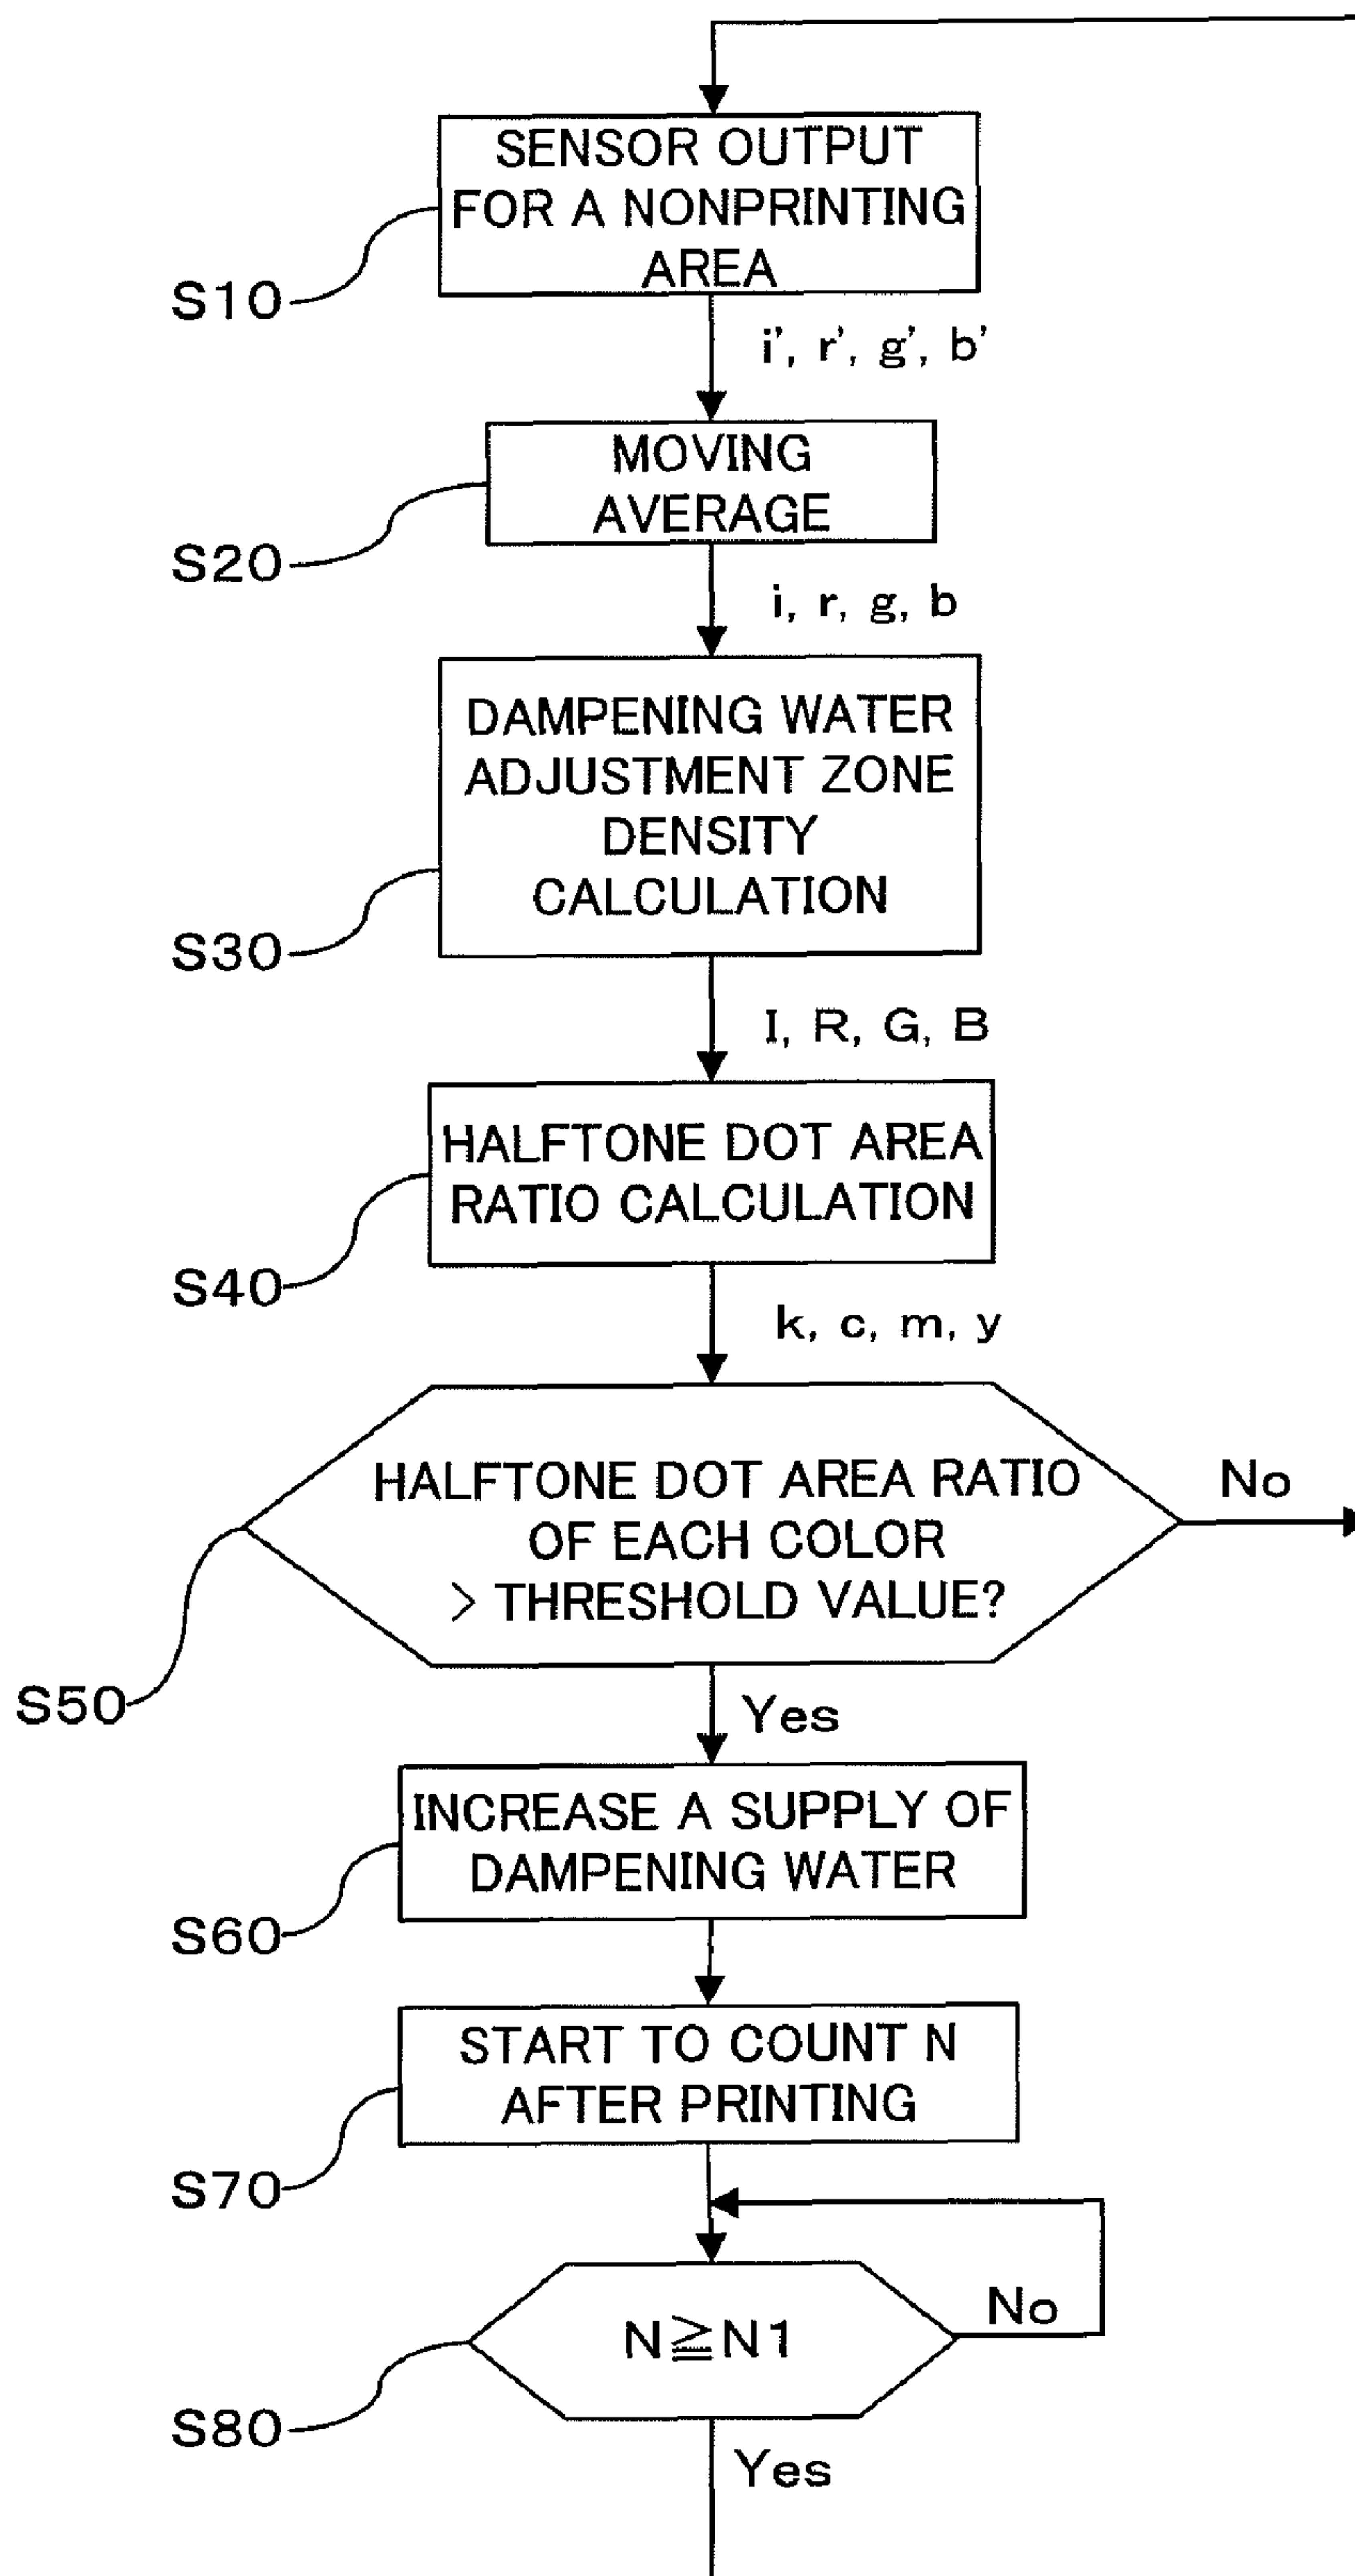 SENSOR OUTPUT
FOR A NONPRINTING
AREA
S10
i', r', g', b'
MOVING
AVERAGE
S20
i, r, g, b
DAMPENING WATER
ADJUSTMENT ZONE
DENSITY
CALCULATION
S30
I, R, G, B
HALFTONE DOT AREA
RATIO CALCULATION
S40
k, c, m, y
HALFTONE DOT AREA RATIO
OF EACH COLOR
> THRESHOLD VALUE?
No
S50
Yes
INCREASE A SUPPLY OF
DAMPENING WATER
S60
START TO COUNT N
AFTER PRINTING
S70
N≧N1
No
S80
Yes